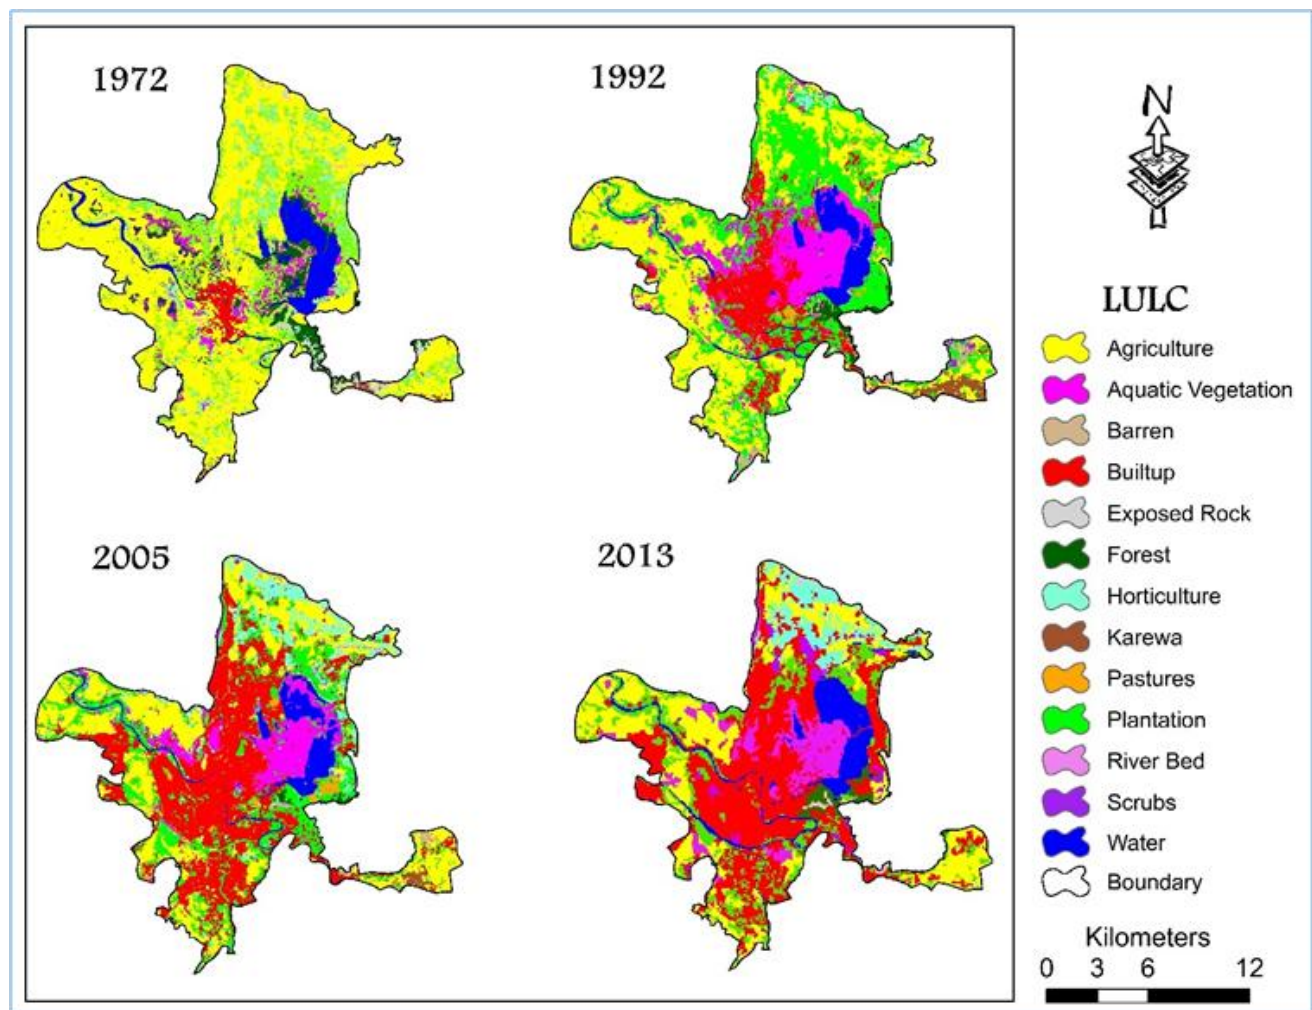 1972
1992
2005
2013
N
LULC
Agriculture
Aquatic Vegetation
Barren
Builtup
Exposed Rock
Forest
Horticulture
Karewa
Pastures
Plantation
River Bed
Scrubs
Water
Boundary
Kilometers
0 3 6 12